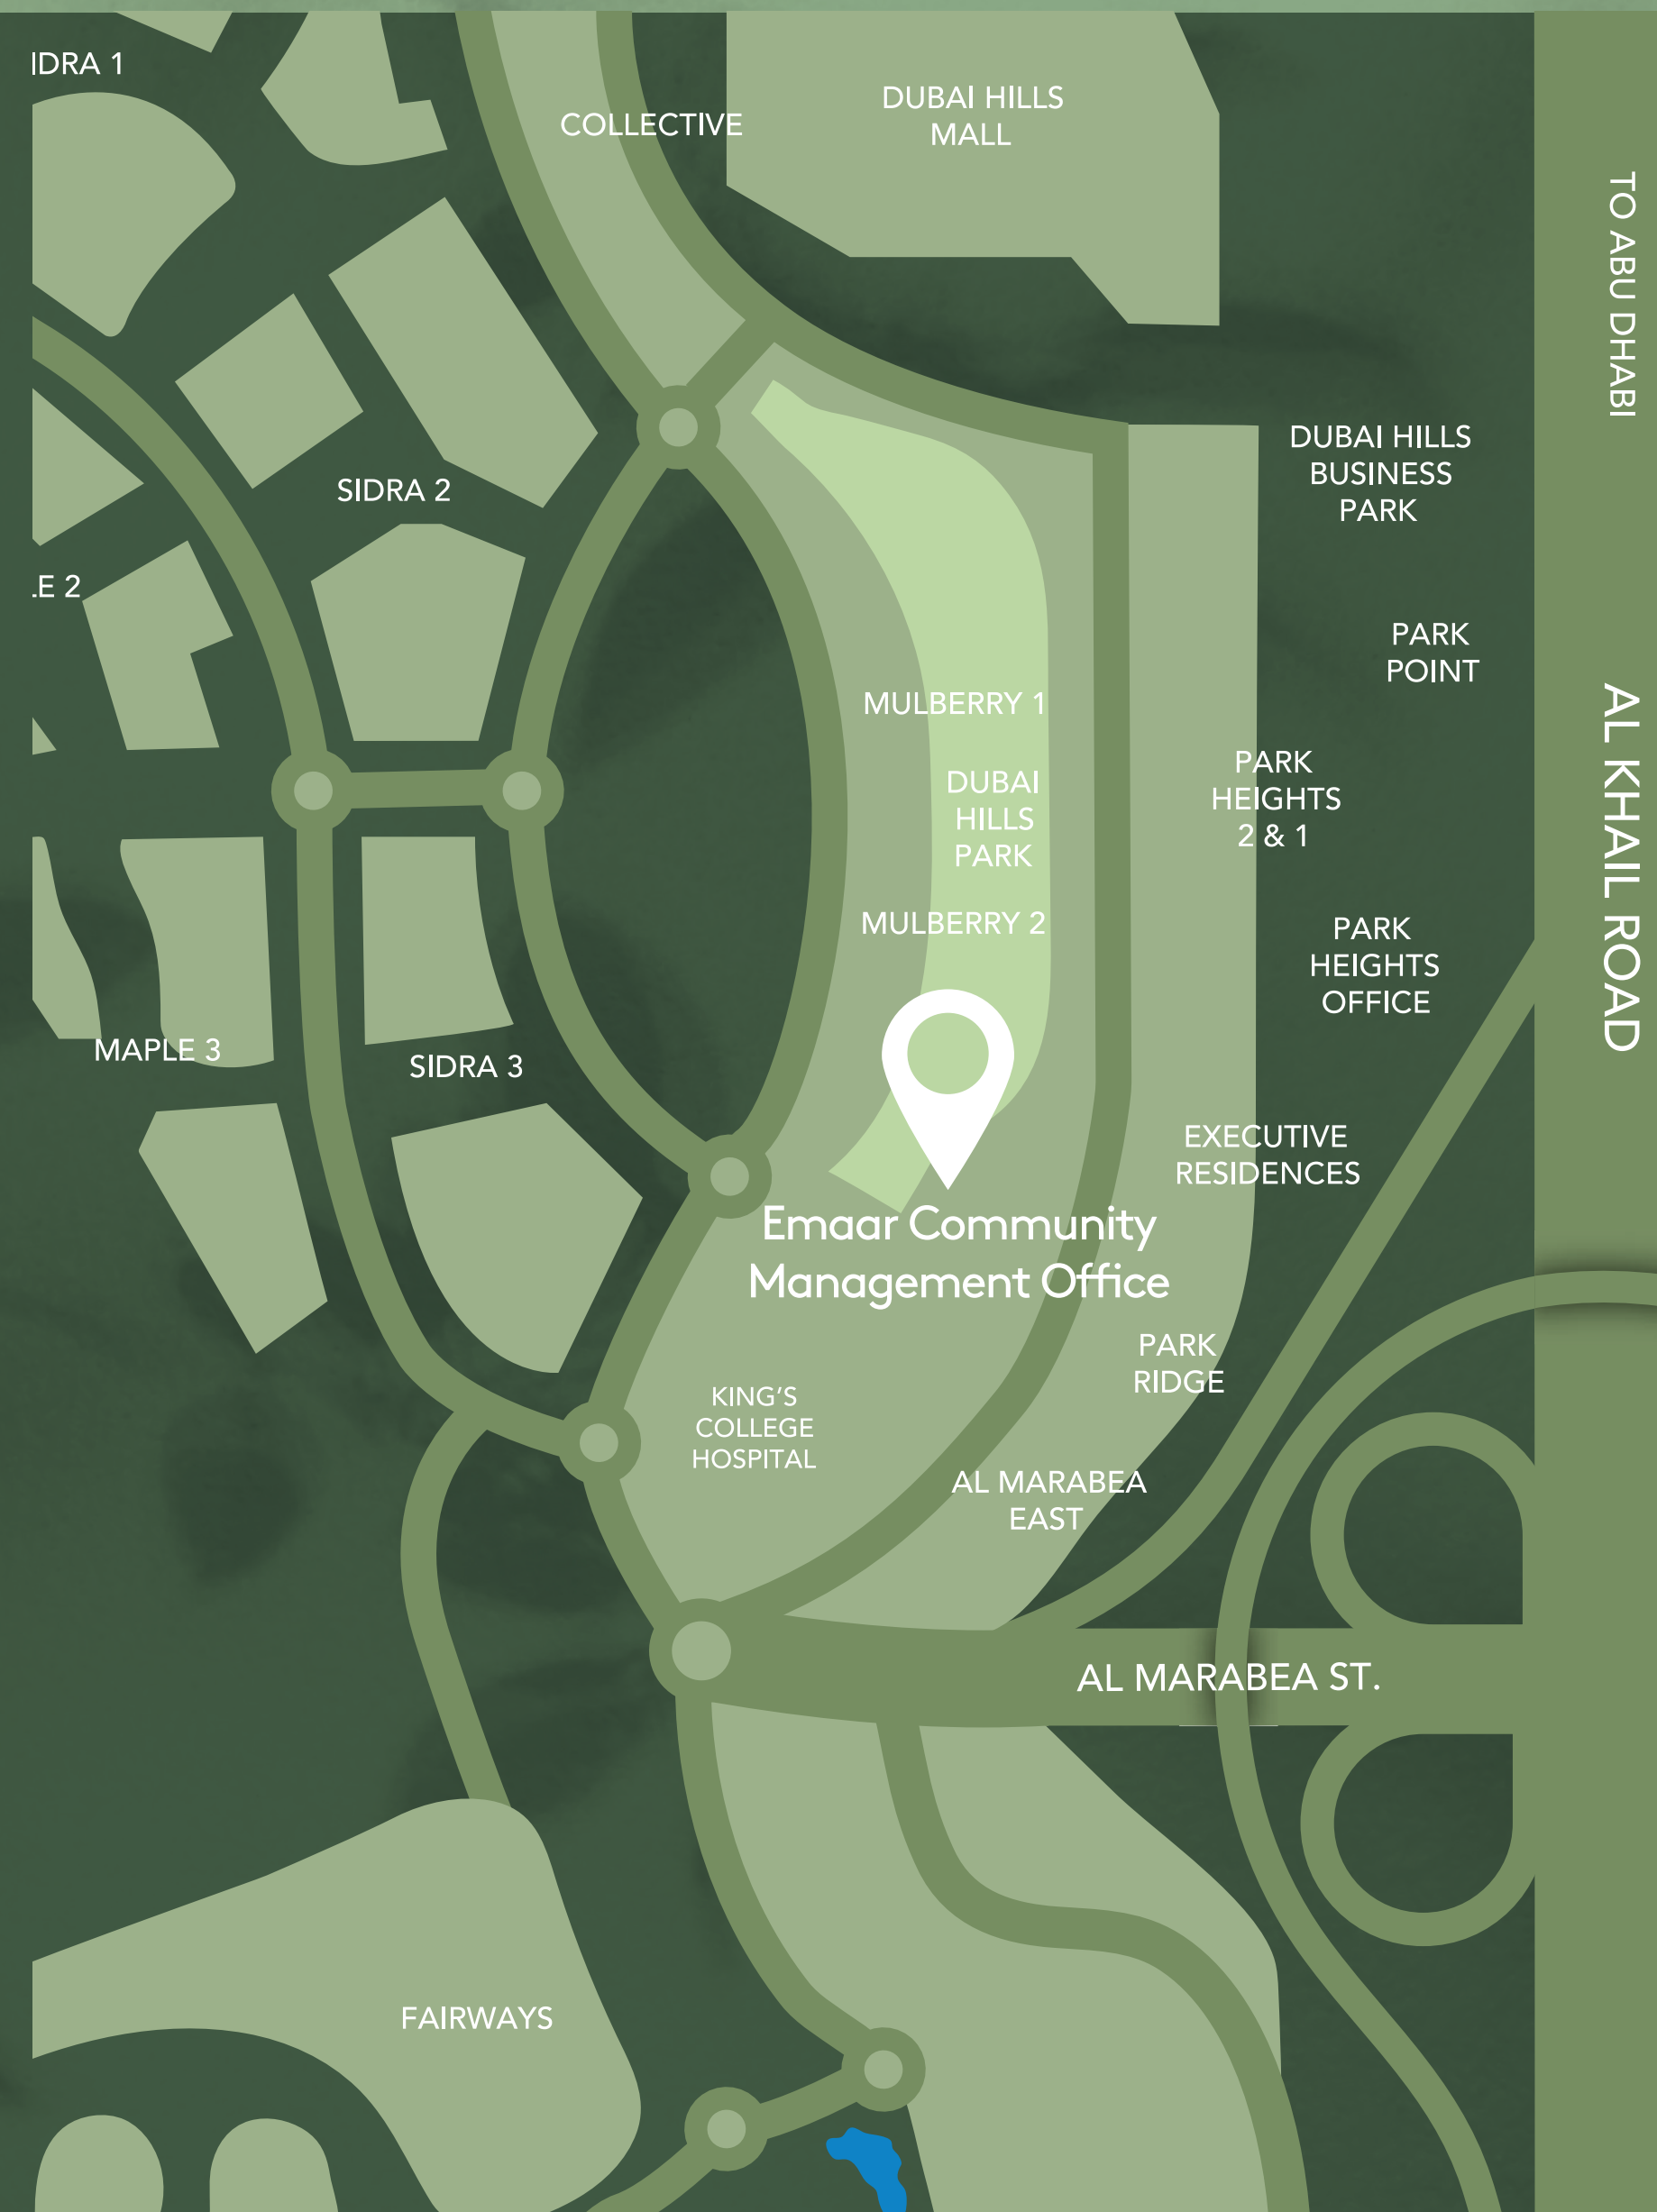 IDRA 1
COLLECTIVE
DUBAI HILLS
MALL
TO ABU DHABI
DUBAI HILLS
BUSINESS
PARK
SIDRA 2
.E 2
PARK
POINT
MULBERRY 1
AL KHAIL ROAD
PARK
HEIGHTS
2 & 1
DUBAI
HILLS
PARK
MULBERRY 2
PARK
HEIGHTS
OFFICE
MAPLE 3
SIDRA 3
EXECUTIVE
RESIDENCES
Emaar Community
Management Office
PARK
RIDGE
KING’S
COLLEGE
HOSPITAL
AL MARABEA
EAST
AL MARABEA ST.
FAIRWAYS